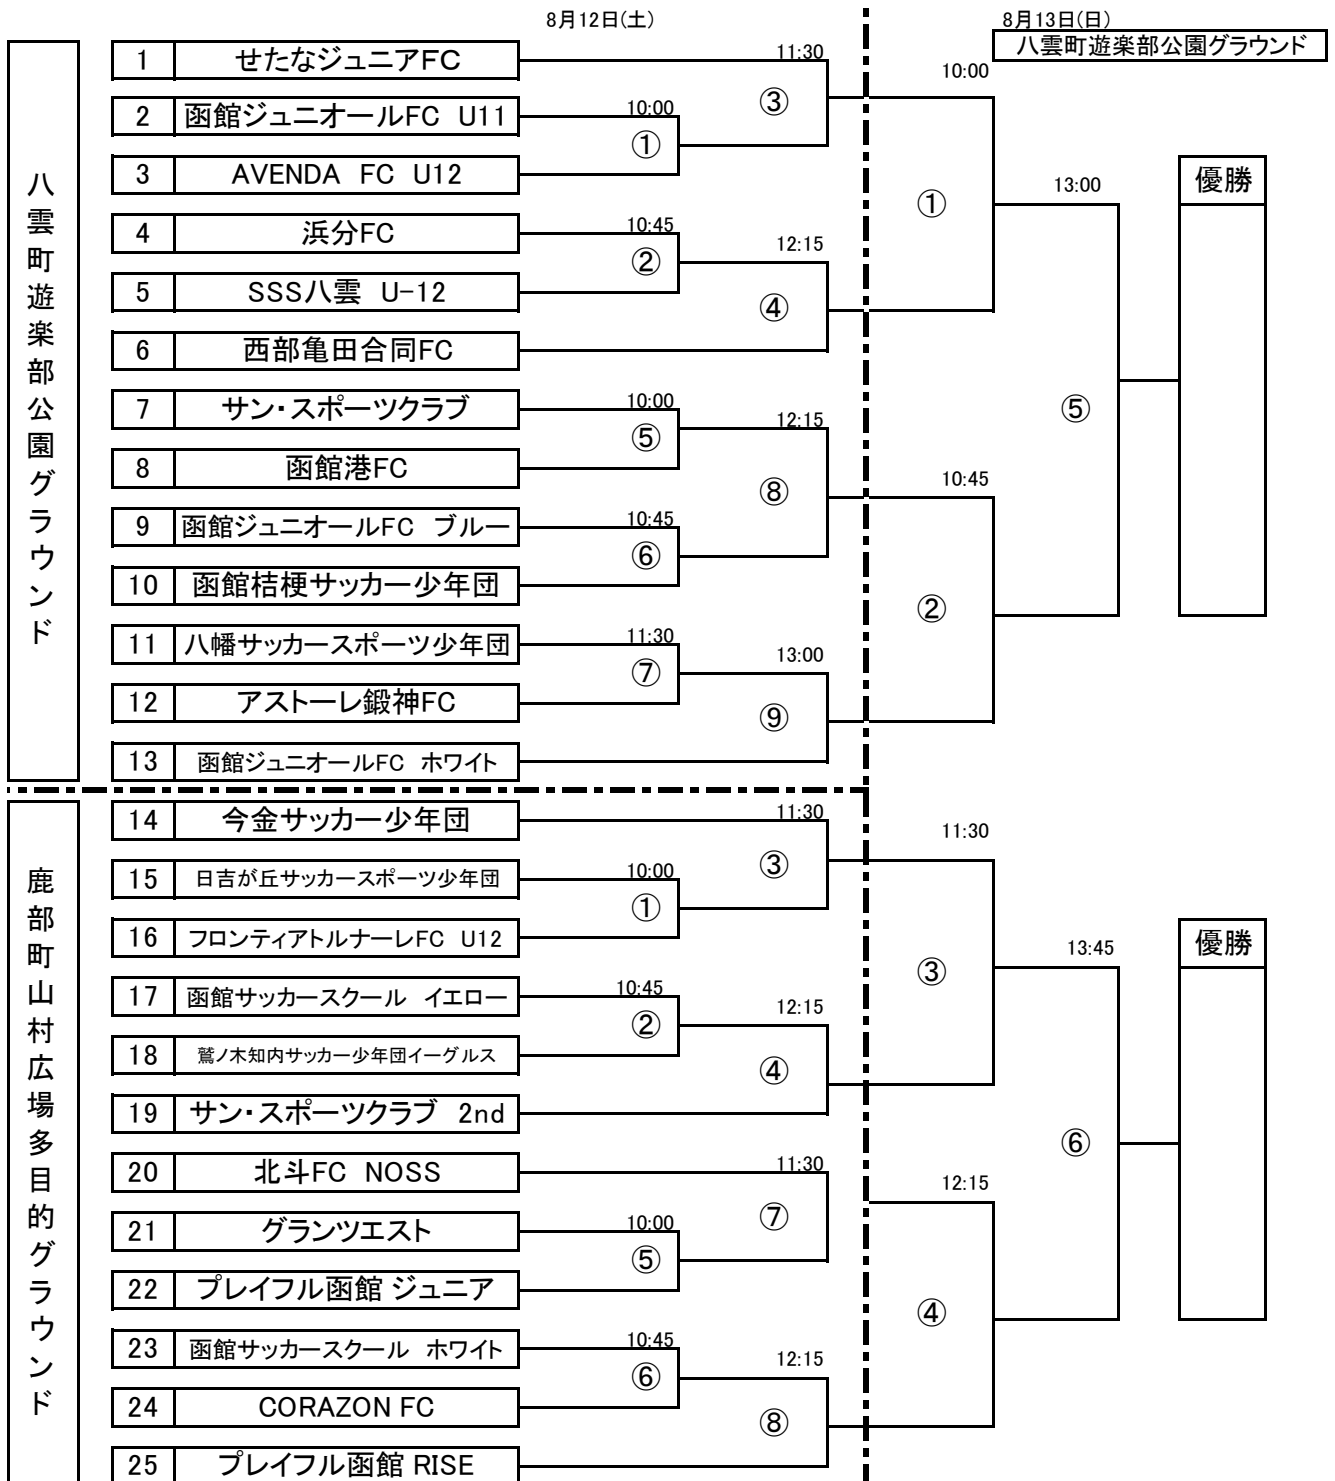 8月12日(土)
8月13日(日)
八雲町遊楽部公園グラウンド
八雲町遊楽部公園グラウンド
1 せたなジュニアFC
11:30
10:00
③
2 函館ジュニオールFC U11
10:00
①
3 AVENDA FC U12
13:00
優勝
①
4 浜分FC
10:45
12:15
②
5 SSS八雲 U-12
④
6 西部亀田合同FC
7 サン・スポーツクラブ
10:00
12:15
⑤
⑤
8 函館港FC
10:45
⑧
9 函館ジュニオールFC ブルー
10:45
⑥
10 函館桔梗サッカー少年団
②
11 八幡サッカースポーツ少年団
11:30
13:00
⑦
12 アストーレ鍛神FC
⑨
13 函館ジュニオールFC ホワイト
鹿部町山村広場多目的グラウンド
14 今金サッカー少年団
11:30
11:30
③
15 日吉が丘サッカースポーツ少年団
10:00
①
16 フロンティアトルナーレFC U12
13:45
優勝
③
17 函館サッカースクール イエロー
10:45
12:15
②
18 鷲ノ木知内サッカー少年団イーグルス
④
19 サン・スポーツクラブ 2nd
⑥
20 北斗FC NOSS
11:30
12:15
⑦
21 グランツエスト
10:00
⑤
22 プレイフル函館 ジュニア
④
23 函館サッカースクール ホワイト
10:45
12:15
⑥
24 CORAZON FC
⑧
25 プレイフル函館 RISE